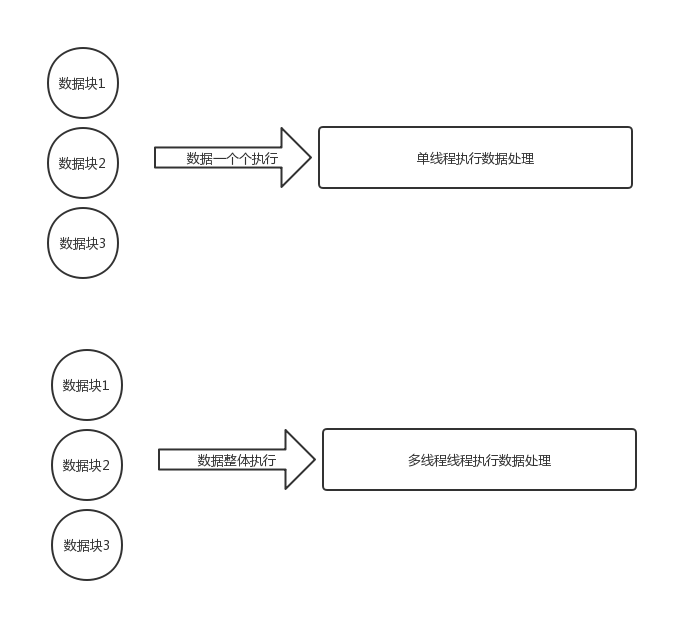 数据块1
数据块2
数据块3
数据一个个执行
单线程执行数据处理
数据块1
数据块2
数据块3
数据整体执行
多线程线程执行数据处理